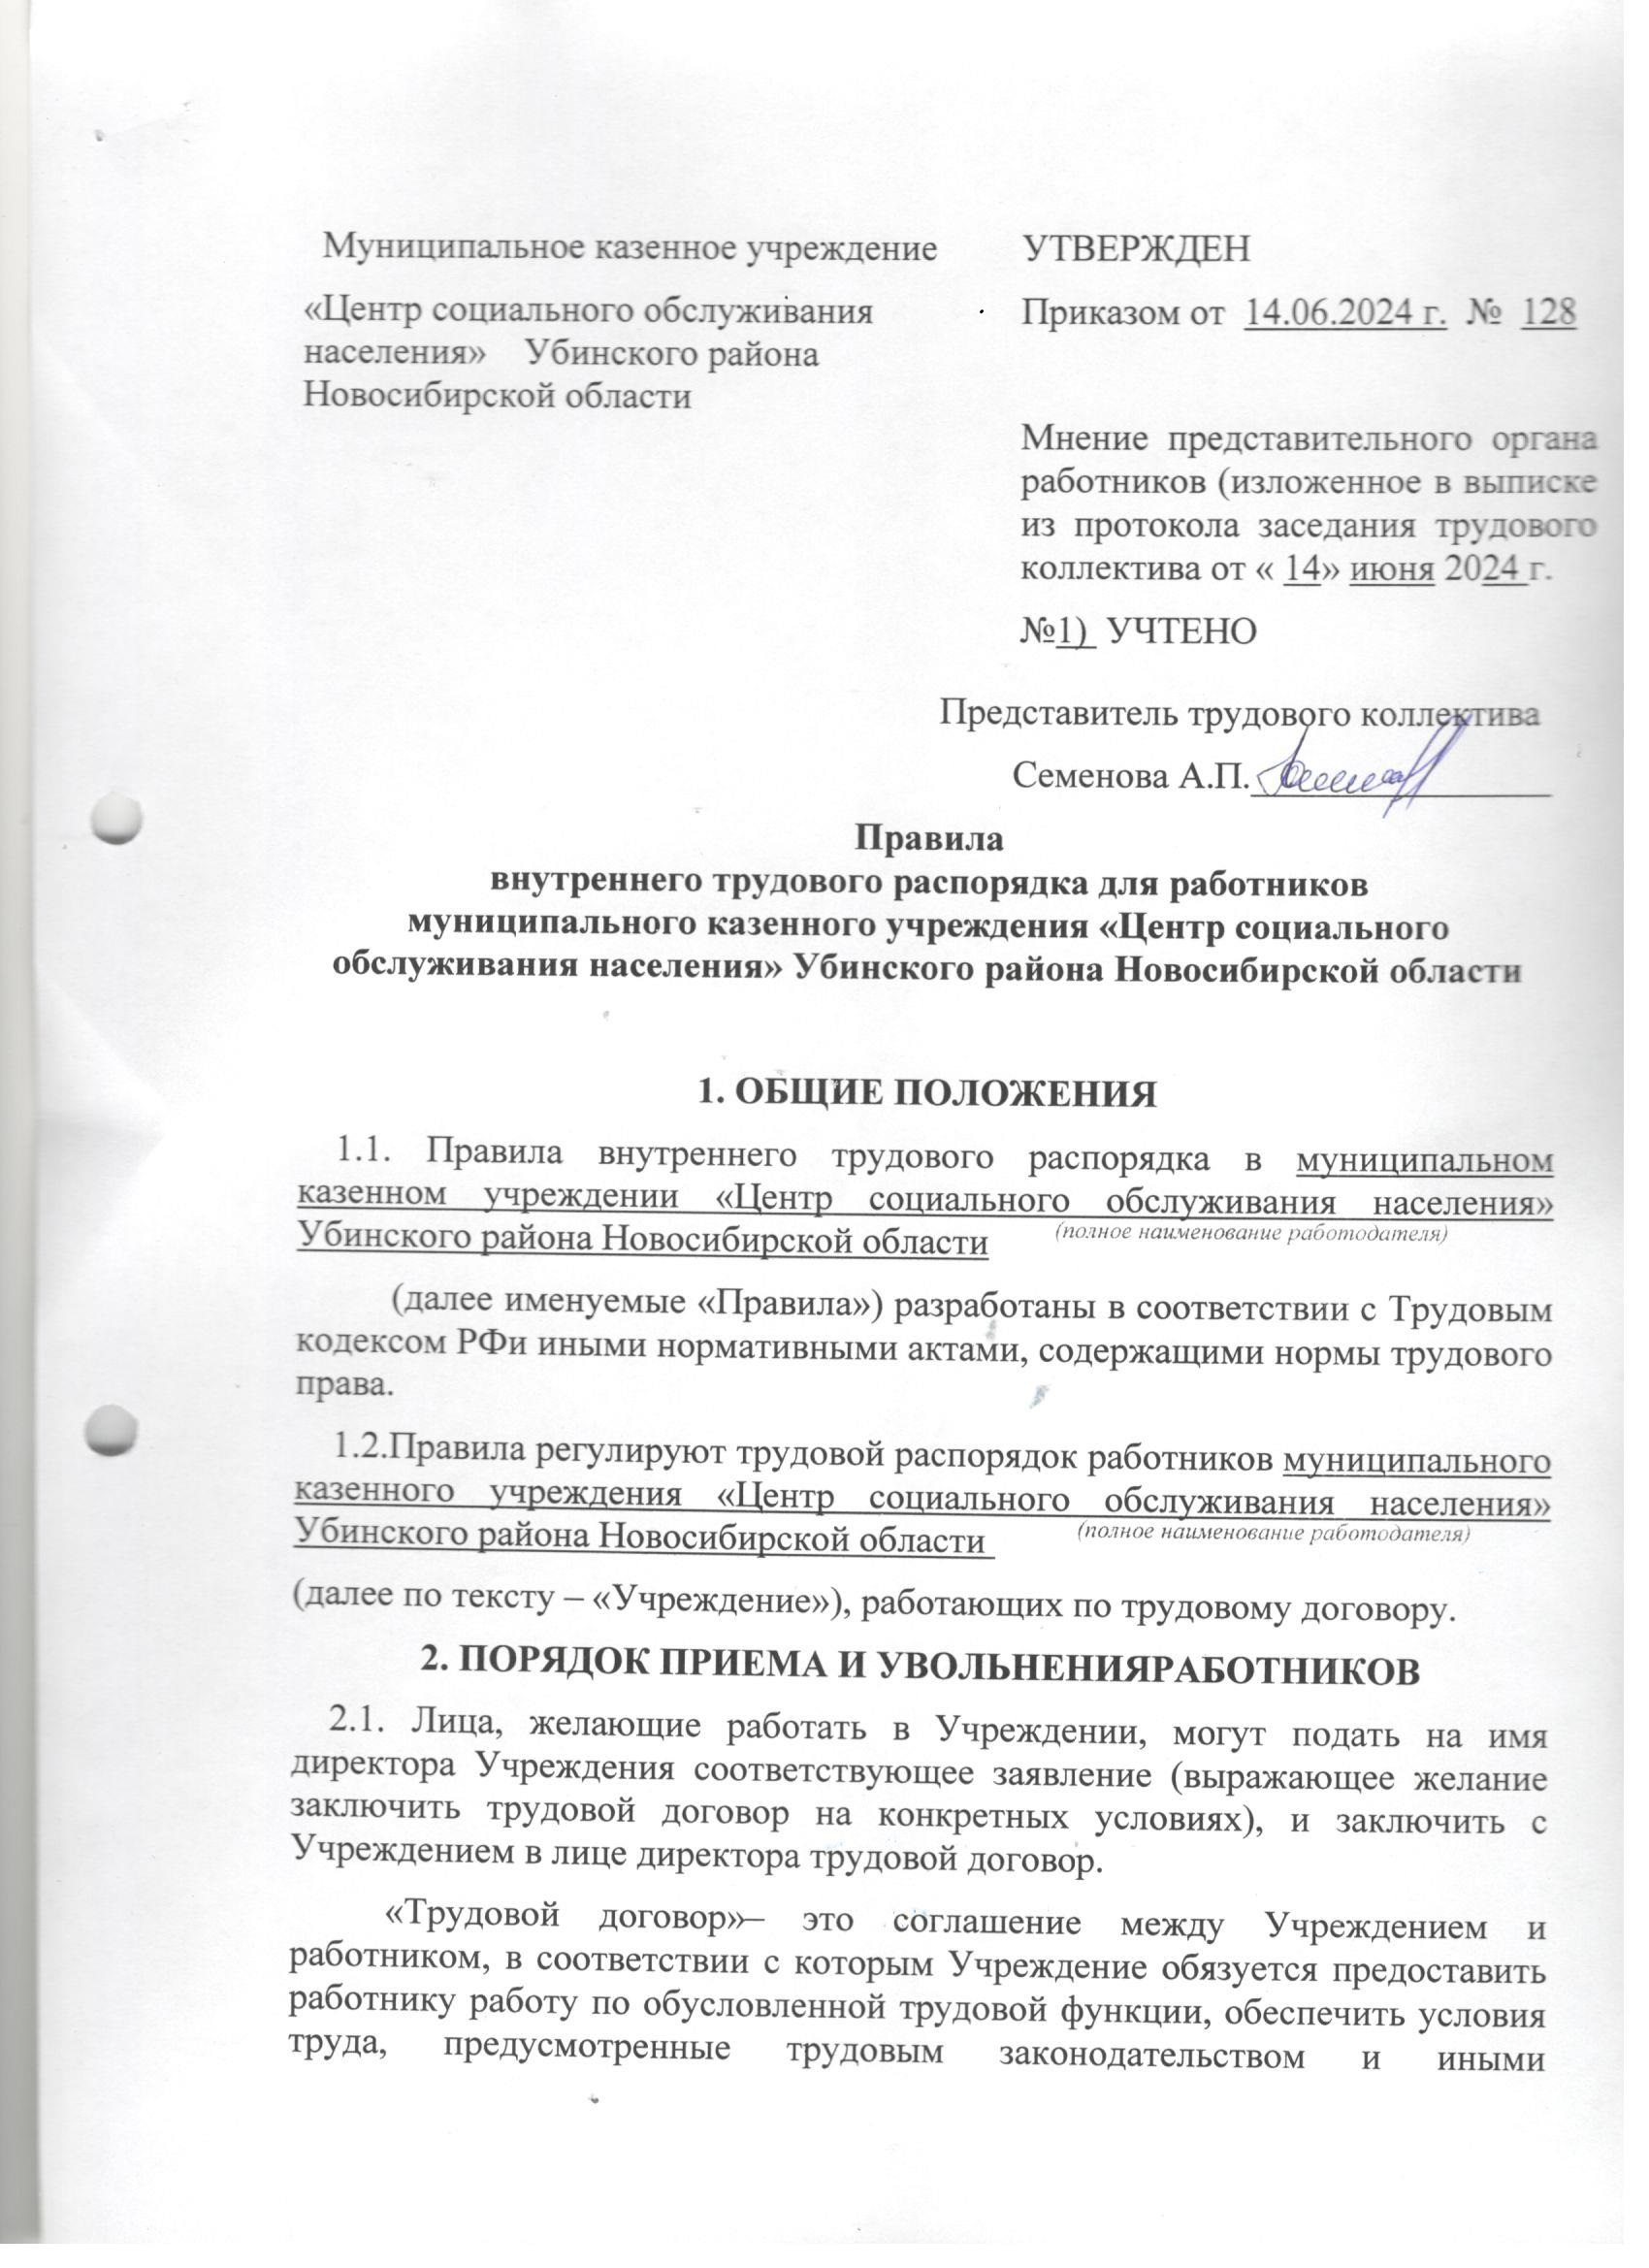 Муниципальное казенное учреждение
«Центр социального обслуживания
населения» Убинского района
Новосибирской области
УТВЕРЖДЕН
Приказом от 14.06.2024 г. № 128
Мнение представительного органа
работников (изложенное в выписке
из протокола заседания трудового
коллектива от « 14» июня 2024 г.
№1) УЧТЕНО
Представитель трудового коллектива
Семенова А.П.
Правила
внутреннего трудового распорядка для работников
муниципального казенного учреждения «Центр социального
обслуживания населения» Убинского района Новосибирской области
1. ОБЩИЕ ПОЛОЖЕНИЯ
1.1. Правила внутреннего трудового распорядка в муниципальном
казенном учреждении «Центр социального обслуживания населения»
Убинского района Новосибирской области (полное наименование работодателя)
(далее именуемые «Правила») разработаны в соответствии с Трудовым
кодексом РФи иными нормативными актами, содержащими нормы трудового
права.
1.2.Правила регулируют трудовой распорядок работников муниципального
казенного учреждения «Центр социального обслуживания населения»
Убинского района Новосибирской области (полное наименование работодателя)
(далее по тексту – «Учреждение»), работающих по трудовому договору.
2. ПОРЯДОК ПРИЕМА И УВОЛЬНЕНИЯРАБОТНИКОВ
2.1. Лица, желающие работать в Учреждении, могут подать на имя
директора Учреждения соответствующее заявление (выражающее желание
заключить трудовой договор на конкретных условиях), и заключить с
Учреждением в лице директора трудовой договор.
«Трудовой договор»– это соглашение между Учреждением и
работником, в соответствии с которым Учреждение обязуется предоставить
работнику работу по обусловленной трудовой функции, обеспечить условия
труда, предусмотренные трудовым законодательством и иными